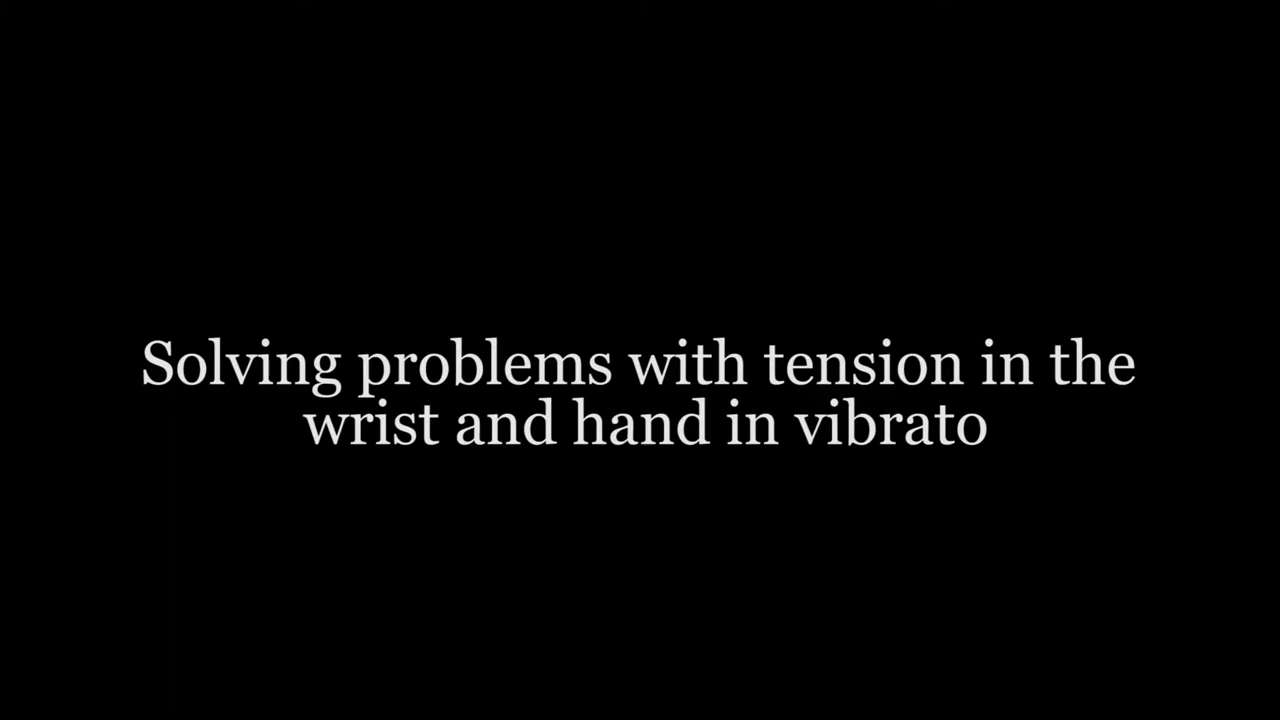 Solving problems with tension in the
wrist and hand in vibrato